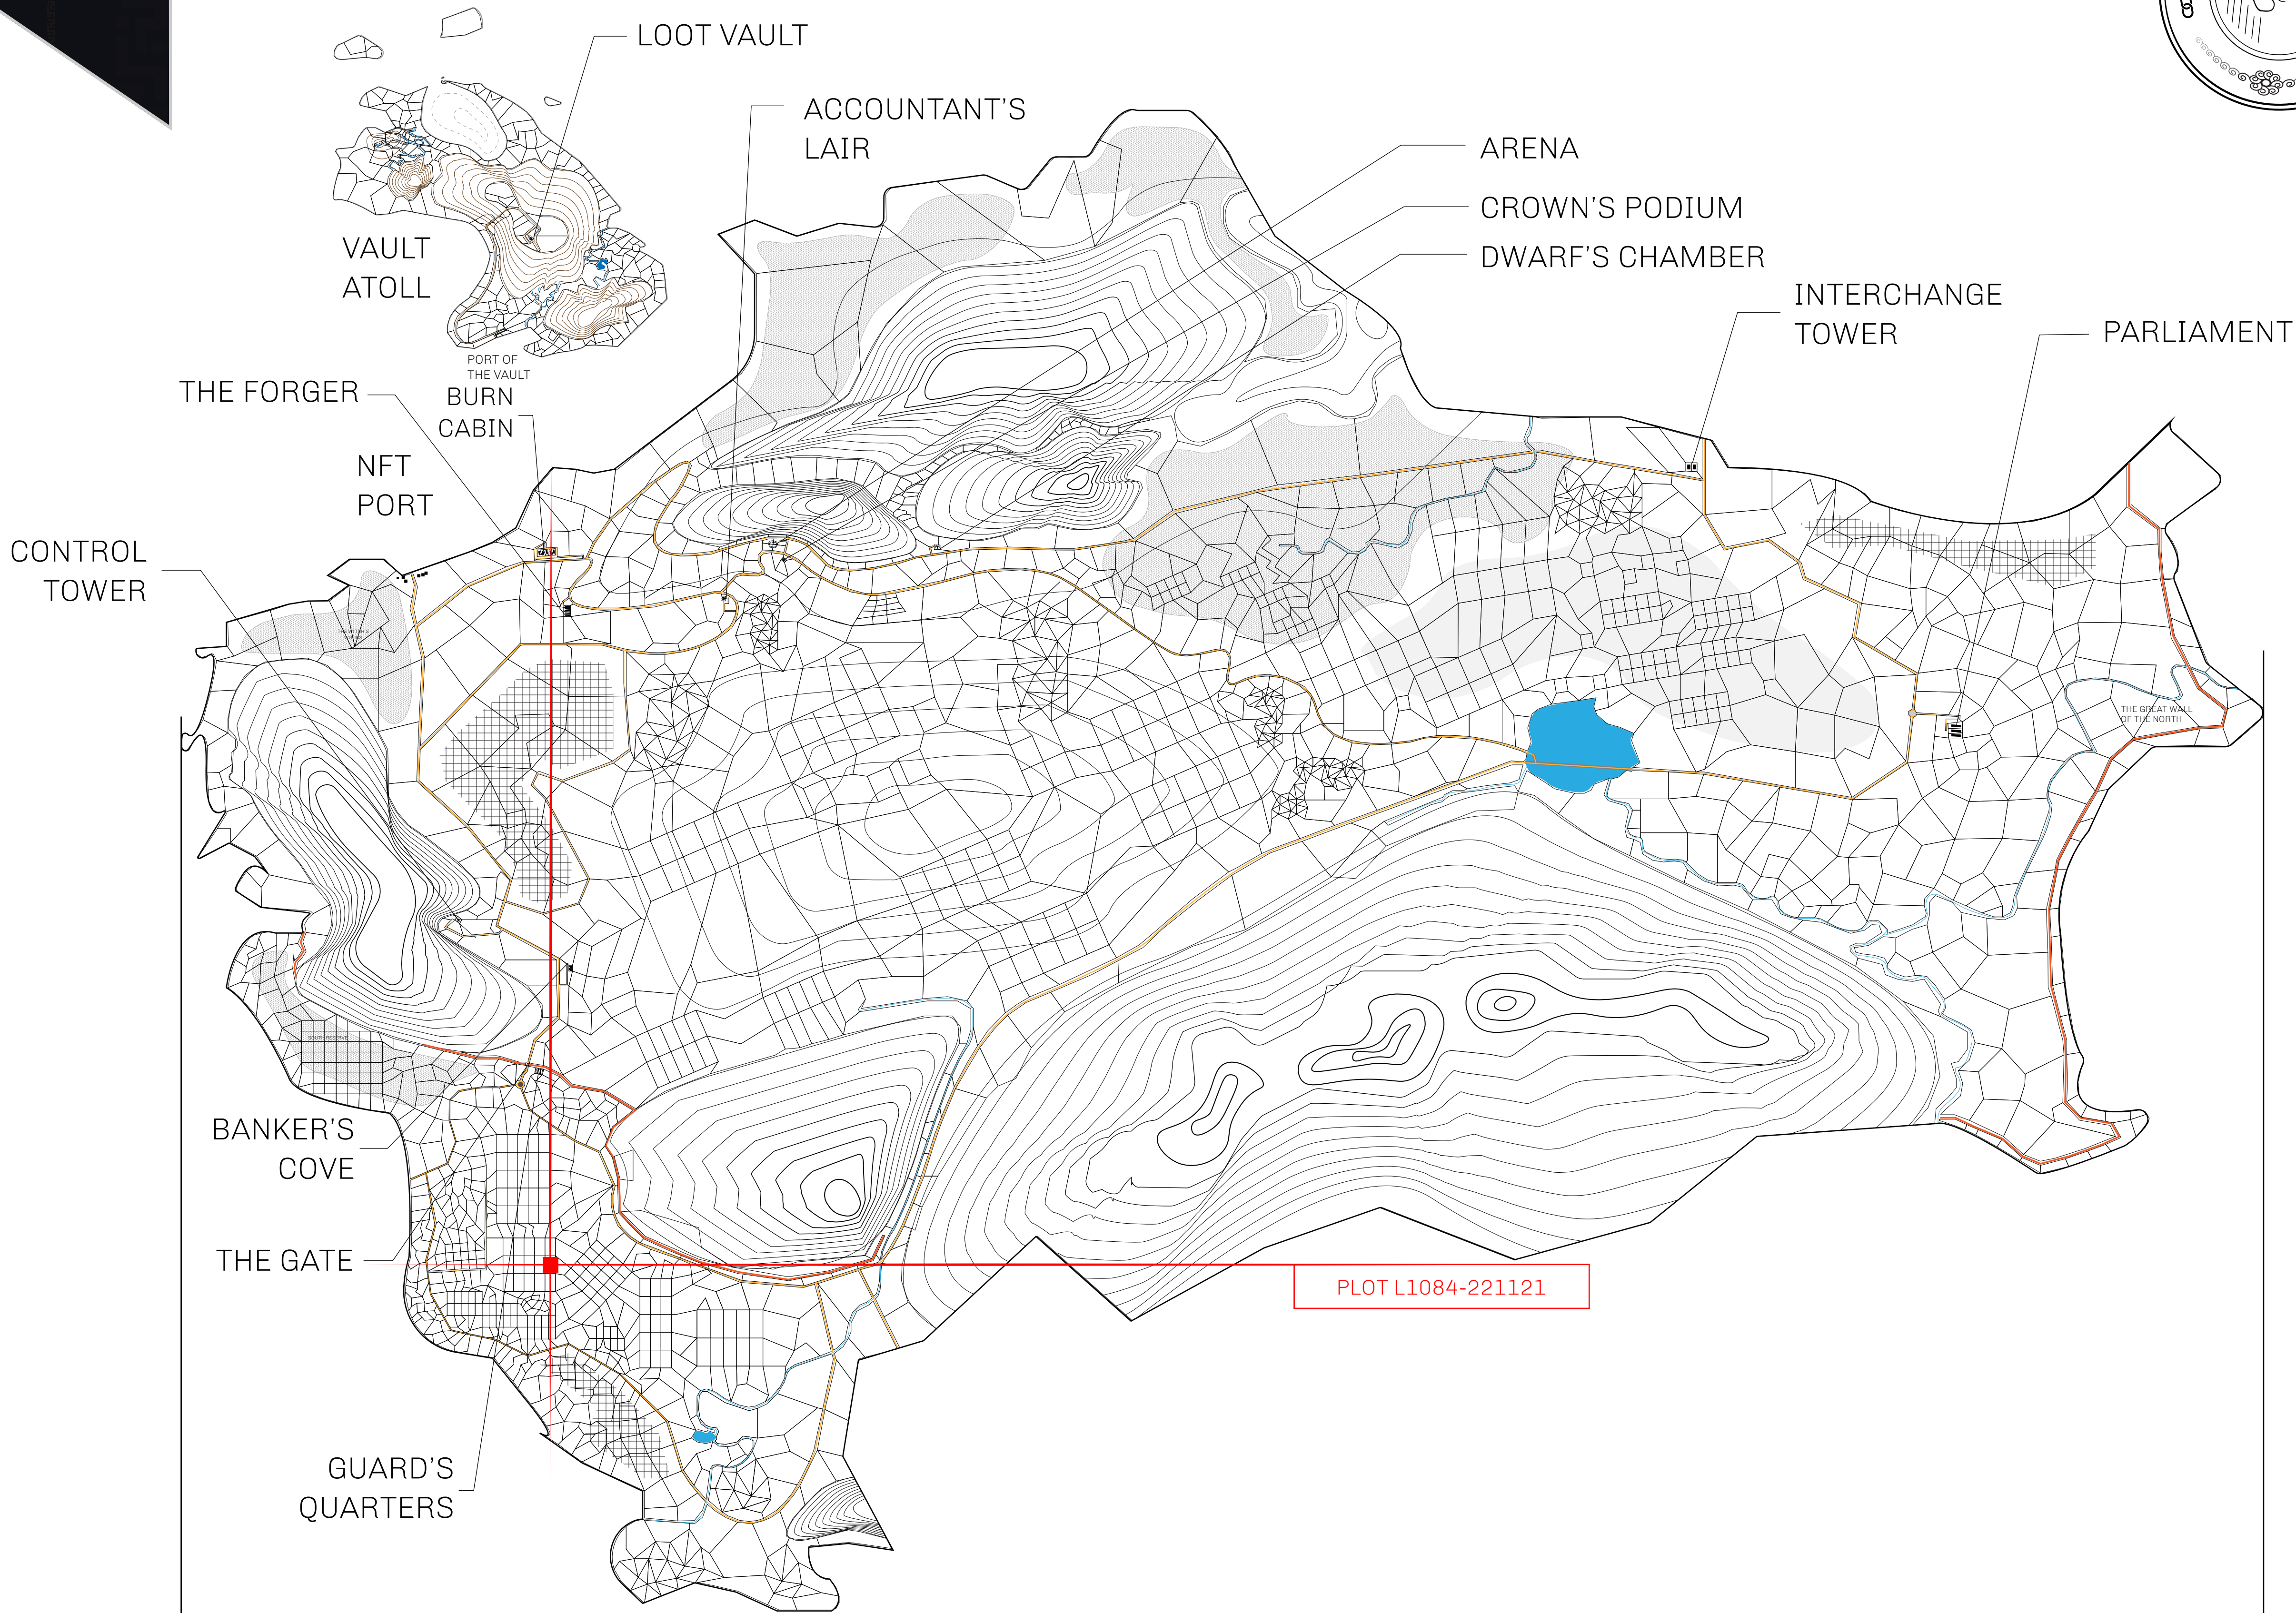 LOOT VAULT
ACCOUNTANT'S
LAIR
ARENA
CROWN'S PODIUM
DWARF'S CHAMBER
INTERCHANGE
TOWER
PARLIAMENT
VAULT
ATOLL
PORT OF
THE VAULT
THE FORGER
BURN
CABIN
NFT
PORT
CONTROL
TOWER
THE GREAT WALL
OF THE NORTH
SOUTH RESERVE
BANKER'S
COVE
THE GATE
PLOT L1084-221121
GUARD'S
QUARTERS